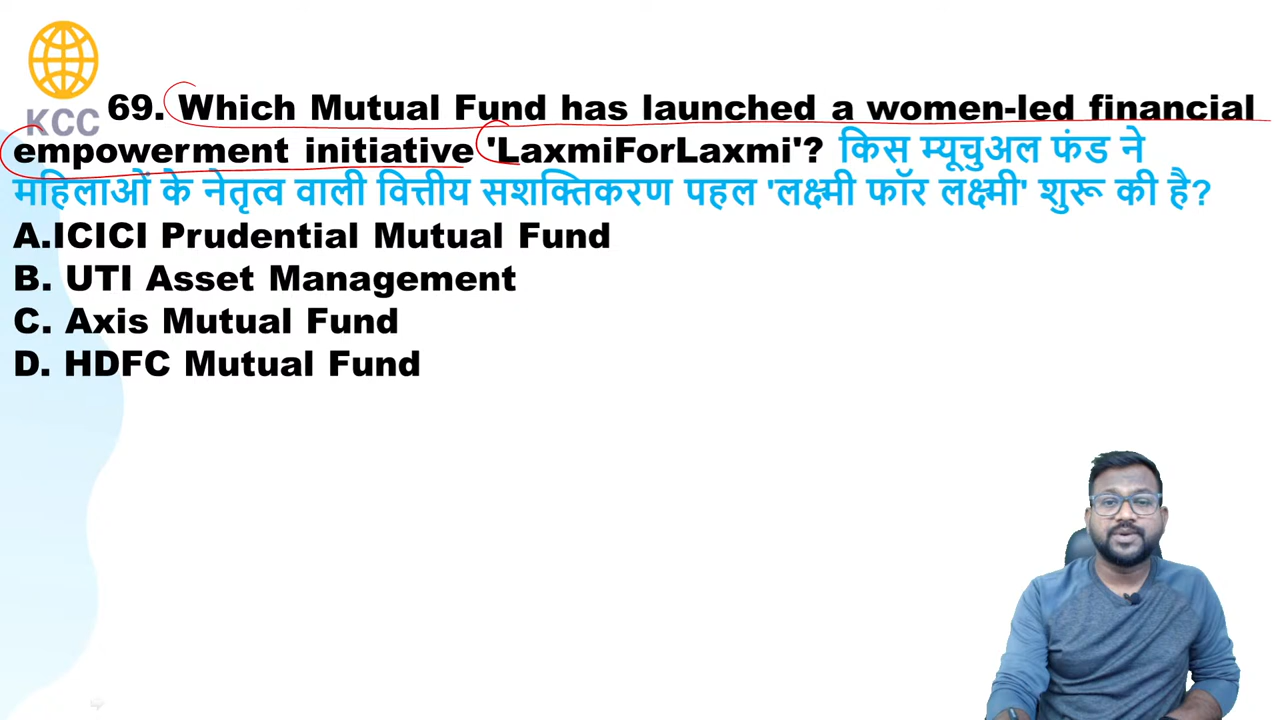 KCC
69. Which Mutual Fund has launched a women-led financial
empowerment initiative 'LaxmiForLaxmi'? किस म्यूचुअल फंड ने
महिलाओं के नेतृत्व वाली वित्तीय सशक्तिकरण पहल 'लक्ष्मी फॉर लक्ष्मी' शुरू की है?
A.ICICI Prudential Mutual Fund
B. UTI Asset Management
C. Axis Mutual Fund
D. HDFC Mutual Fund